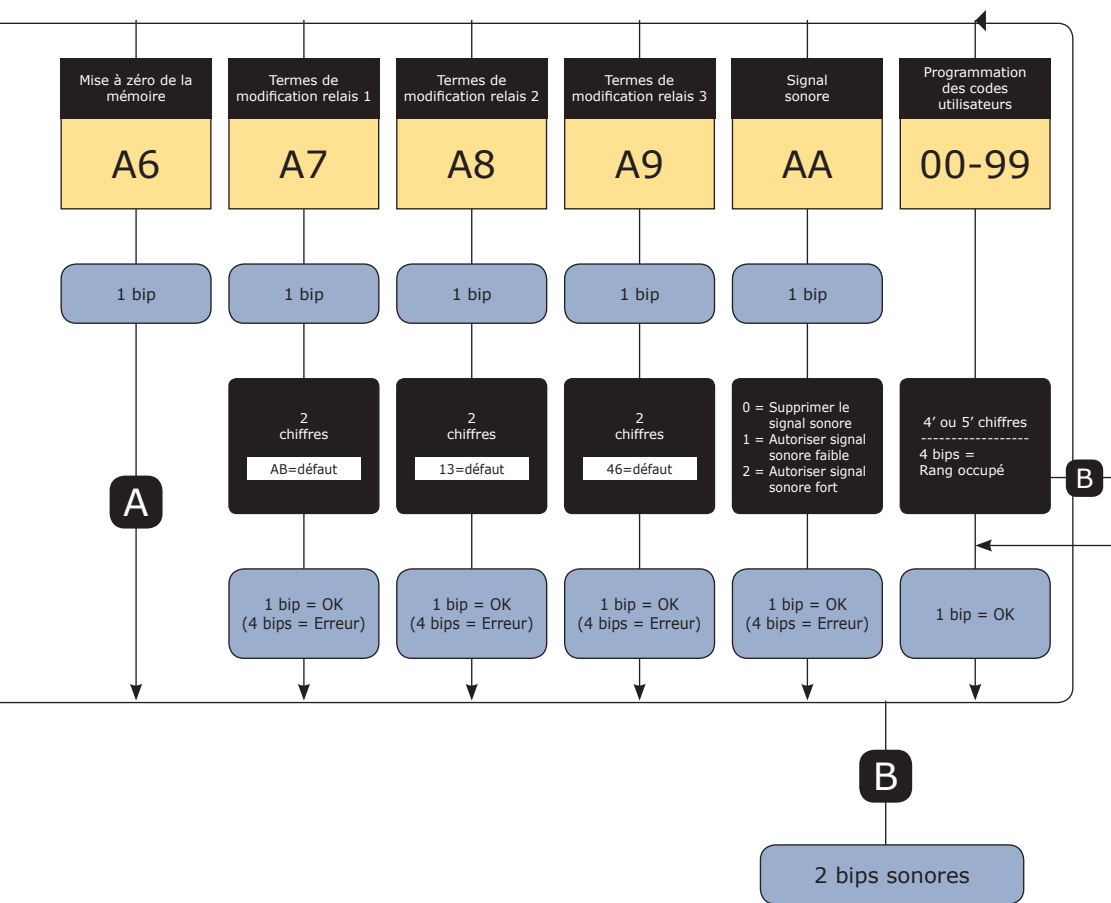 Mise à zéro de la
mémoire
A6
1 bip
A
Termes de
modification relais 1
A7
1 bip
2
chiffres
AB=défaut
1 bip = OK
(4 bips = Erreur)
Termes de
modification relais 2
A8
1 bip
2
chiffres
13=défaut
1 bip = OK
(4 bips = Erreur)
Termes de
modification relais 3
A9
1 bip
2
chiffres
46=défaut
1 bip = OK
(4 bips = Erreur)
Signal
sonore
AA
1 bip
0 = Supprimer le
signal sonore
1 = Autoriser signal
sonore faible
2 = Autoriser signal
sonore fort
1 bip = OK
(4 bips = Erreur)
Programmation
des codes
utilisateurs
00-99
4’ ou 5’ chiffres
------------------
4 bips =
Rang occupé
B
1 bip = OK
B
2 bips sonores